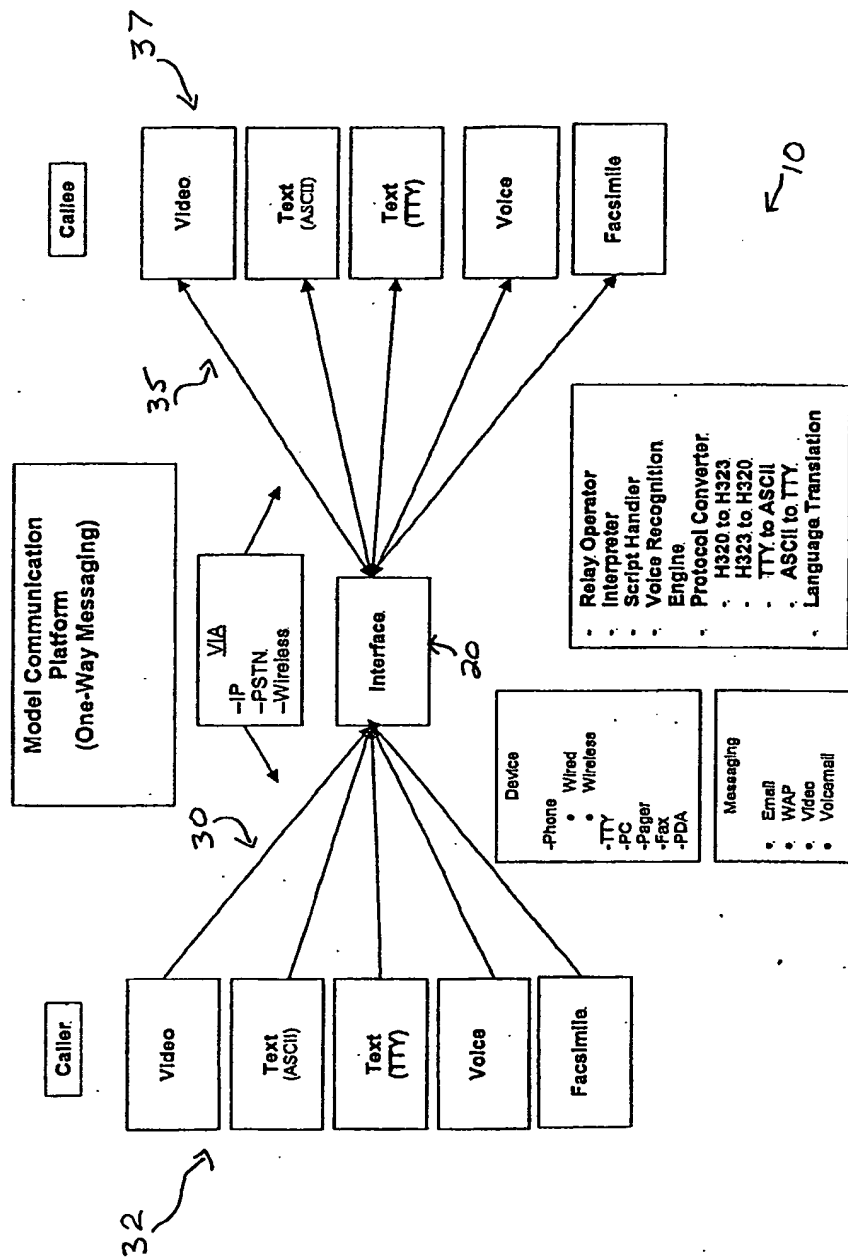 Model Communication
Platform
(One-Way Messaging)
Caller
Callee
37
32
30
35
VIA
-IP
-PSTN
-Wireless
Video
Text
(ASCII)
Text
(TTY)
Voice
Facsimile
Interface
20
Video
Text
(ASCII)
Text
(TTY)
Voice
Facsimile
10
Device
-Phone
• Wired
• Wireless
-TTY
-PC
-Pager
-Fax
-PDA
Messaging
• Email
• WAP
• Video
• Voicemail
• Relay Operator
• Interpreter
• Script Handler
• Voice Recognition
Engine
• Protocol Converter
• H320 to H323
• H323 to H320
• TTY to ASCII
• ASCII to TTY
• Language Translation